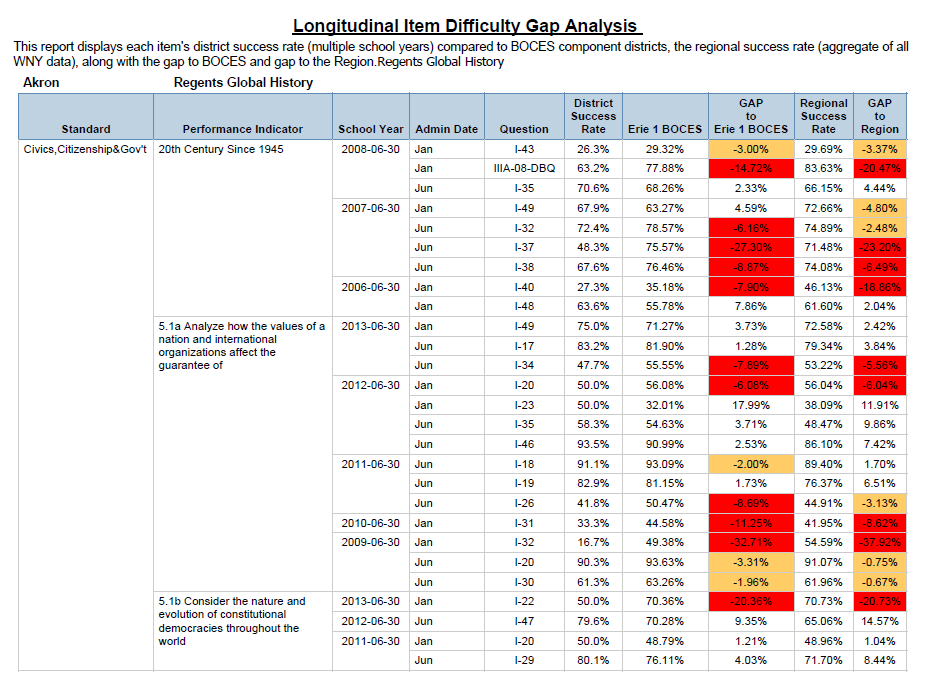 Longitudinal Item Difficulty Gap Analysis
This report displays each item's district success rate (multiple school years) compared to BOCES component districts, the regional success rate (aggregate of all
WNY data), along with the gap to BOCES and gap to the Region.Regents Global History
Akron Regents Global History
Standard Performance Indicator School Year Admin Date Question District Success Rate Erie 1 BOCES GAP to Erie 1 BOCES Regional Success Rate GAP to Region
Civics,Citizenship&Gov't 20th Century Since 1945 2008-06-30 Jan I-43 26.3% 29.32% -3.00% 29.69% -3.37%
Jan IIIA-08-DBQ 63.2% 77.88% -14.72% 83.63% -20.47%
Jun I-35 70.6% 68.26% 2.33% 66.15% 4.44%
2007-06-30 Jan I-49 67.9% 63.27% 4.59% 72.66% -4.80%
Jun I-32 72.4% 78.57% -6.16% 74.89% -2.48%
Jun I-37 48.3% 75.57% -27.30% 71.48% -23.20%
Jun I-38 67.6% 76.46% -8.87% 74.08% -6.49%
2006-06-30 Jan I-40 27.3% 35.18% -7.90% 46.13% -18.86%
Jan I-48 63.6% 55.78% 7.86% 61.60% 2.04%
5.1a Analyze how the values of a 2013-06-30 Jan I-49 75.0% 71.27% 3.73% 72.58% 2.42%
nation and international
organizations affect the
guarantee of
Jun I-17 83.2% 81.90% 1.28% 79.34% 3.84%
Jun I-34 47.7% 55.55% -7.89% 53.22% -5.56%
2012-06-30 Jan I-20 50.0% 56.08% -6.08% 56.04% -6.04%
Jan I-23 50.0% 32.01% 17.99% 38.09% 11.91%
Jun I-35 58.3% 54.63% 3.71% 48.47% 9.86%
Jun I-46 93.5% 90.99% 2.53% 86.10% 7.42%
2011-06-30 Jun I-18 91.1% 93.09% -2.00% 89.40% 1.70%
Jun I-19 82.9% 81.15% 1.73% 76.37% 6.51%
Jun I-26 41.8% 50.47% -8.69% 44.91% -3.13%
2010-06-30 Jan I-31 33.3% 44.58% -11.25% 41.95% -8.62%
2009-06-30 Jan I-32 16.7% 49.38% -32.71% 54.59% -37.92%
Jun I-20 90.3% 93.63% -3.31% 91.07% -0.75%
Jun I-30 61.3% 63.26% -1.96% 61.96% -0.67%
5.1b Consider the nature and 2013-06-30 Jan I-22 50.0% 70.36% -20.36% 70.73% -20.73%
evolution of constitutional
democracies throughout the
world
2012-06-30 Jun I-47 79.6% 70.28% 9.35% 65.06% 14.57%
2011-06-30 Jan I-20 50.0% 48.79% 1.21% 48.96% 1.04%
Jun I-29 80.1% 76.11% 4.03% 71.70% 8.44%